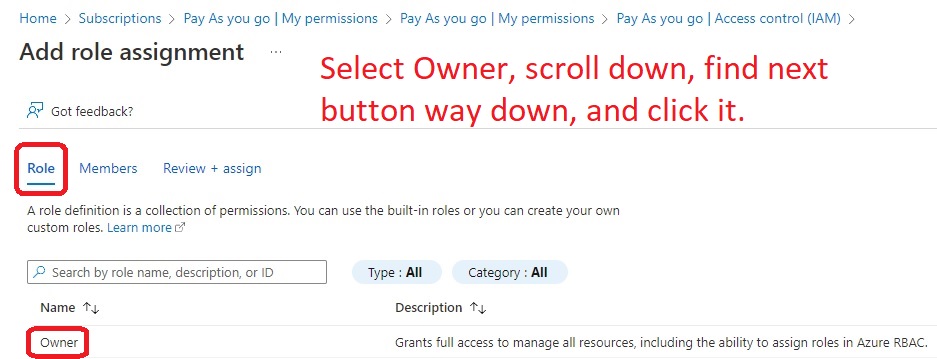 Home > Subscriptions > Pay As you go | My permissions > Pay As you go | My permissions > Pay As you go | Access control (IAM) >
Add role assignment ...
Select Owner, scroll down, find next
button way down, and click it.
Got feedback?
Role Members Review + assign
A role definition is a collection of permissions. You can use the built-in roles or you can create your own
custom roles. Learn more
Search by role name, description, or ID Type : All Category : All
Name ↑↓ Description ↑↓
Owner Grants full access to manage all resources, including the ability to assign roles in Azure RBAC.